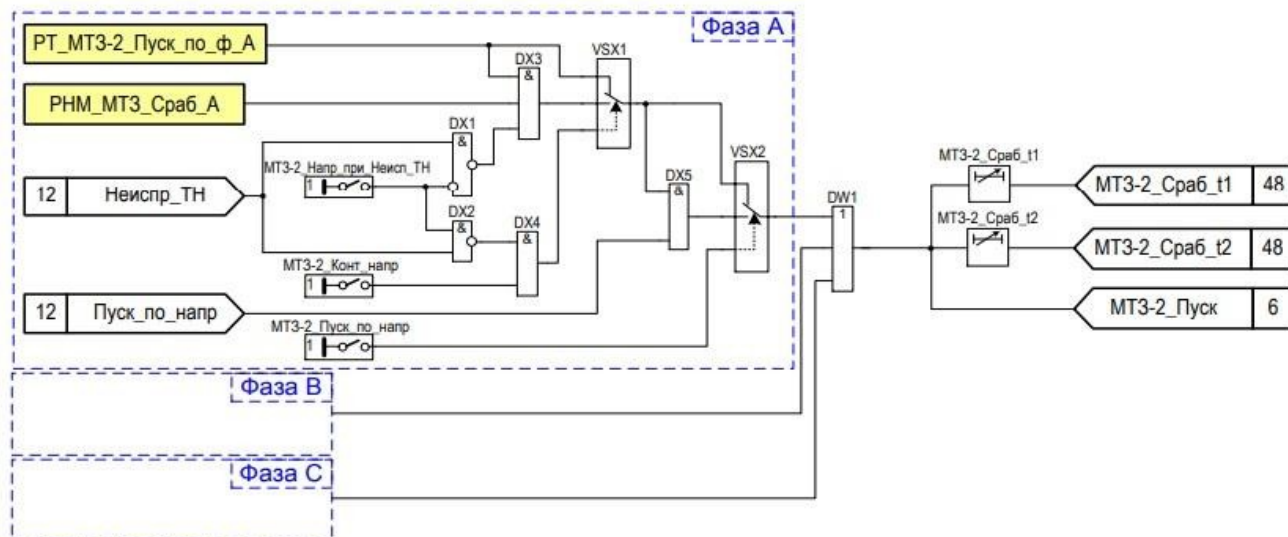 Фаза А
РТ_МТЗ-2_Пуск_по_ф_А
VSX1
DX3
&
РНМ_МТЗ_Сраб_А
DX1
&
VSX2
МТЗ-2_Напр_при_Неисп_ТН
1
МТЗ-2_Сраб_t1
DX5
&
МТЗ-2_Сраб_t1 48
12 Неиспр_ТН
DW1
1
DX2
&
DX4
&
МТЗ-2_Сраб_t2
МТЗ-2_Сраб_t2 48
МТЗ-2_Конт_напр
1
12 Пуск_по_напр
МТЗ-2_Пуск 6
МТЗ-2_Пуск_по_напр
1
Фаза В
Фаза С